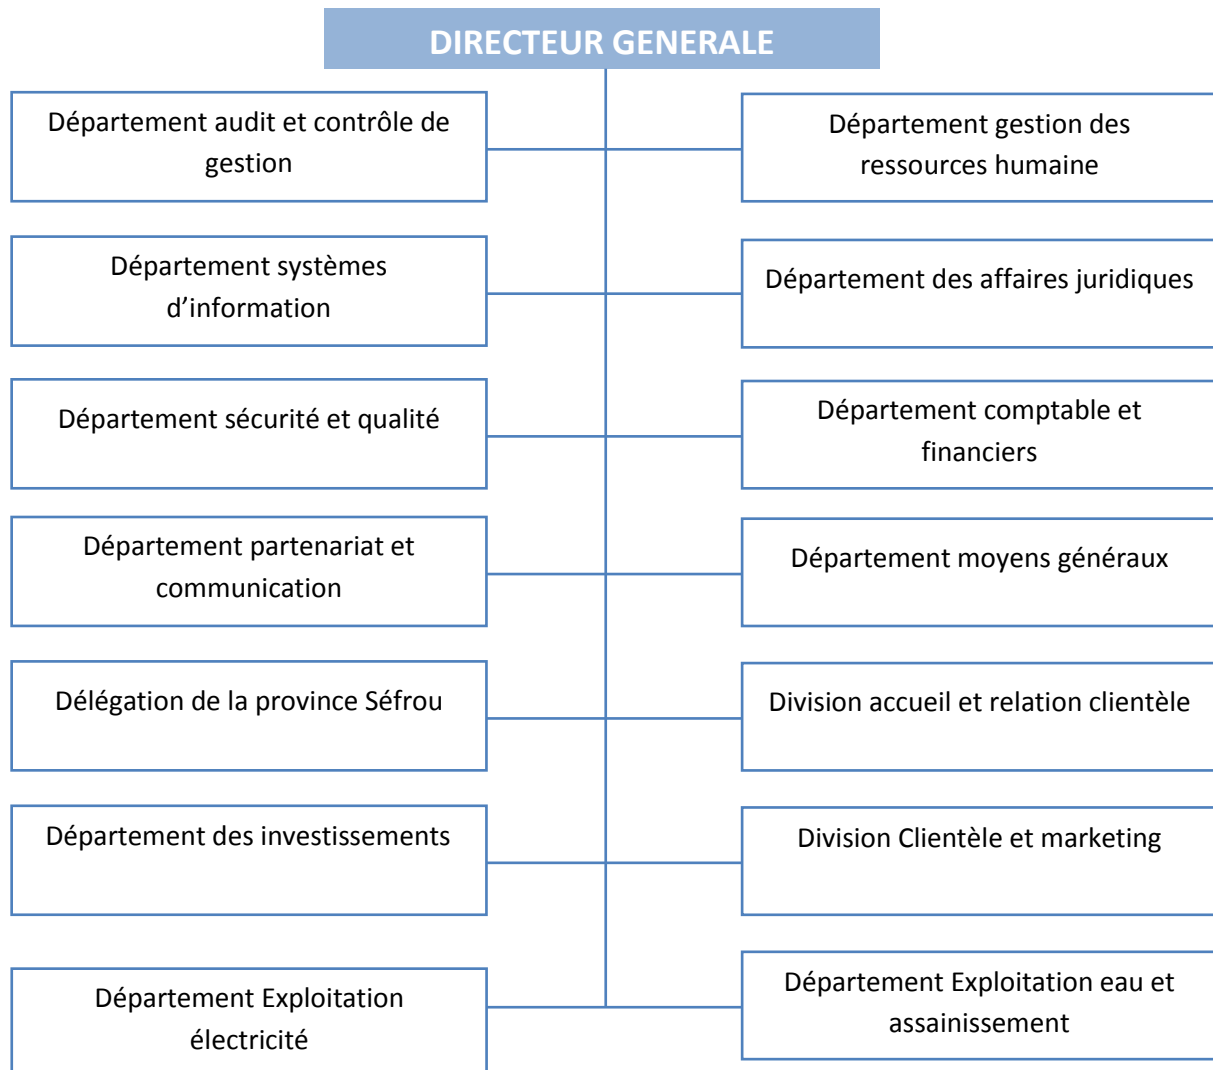 DIRECTEUR GENERALE
Département audit et contrôle de
gestion
Département gestion des
ressources humaine
Département systèmes
d’information
Département des affaires juridiques
Département sécurité et qualité
Département comptable et
financiers
Département partenariat et
communication
Département moyens généraux
Délégation de la province Séfrou
Division accueil et relation clientèle
Département des investissements
Division Clientèle et marketing
Département Exploitation
électricité
Département Exploitation eau et
assainissement